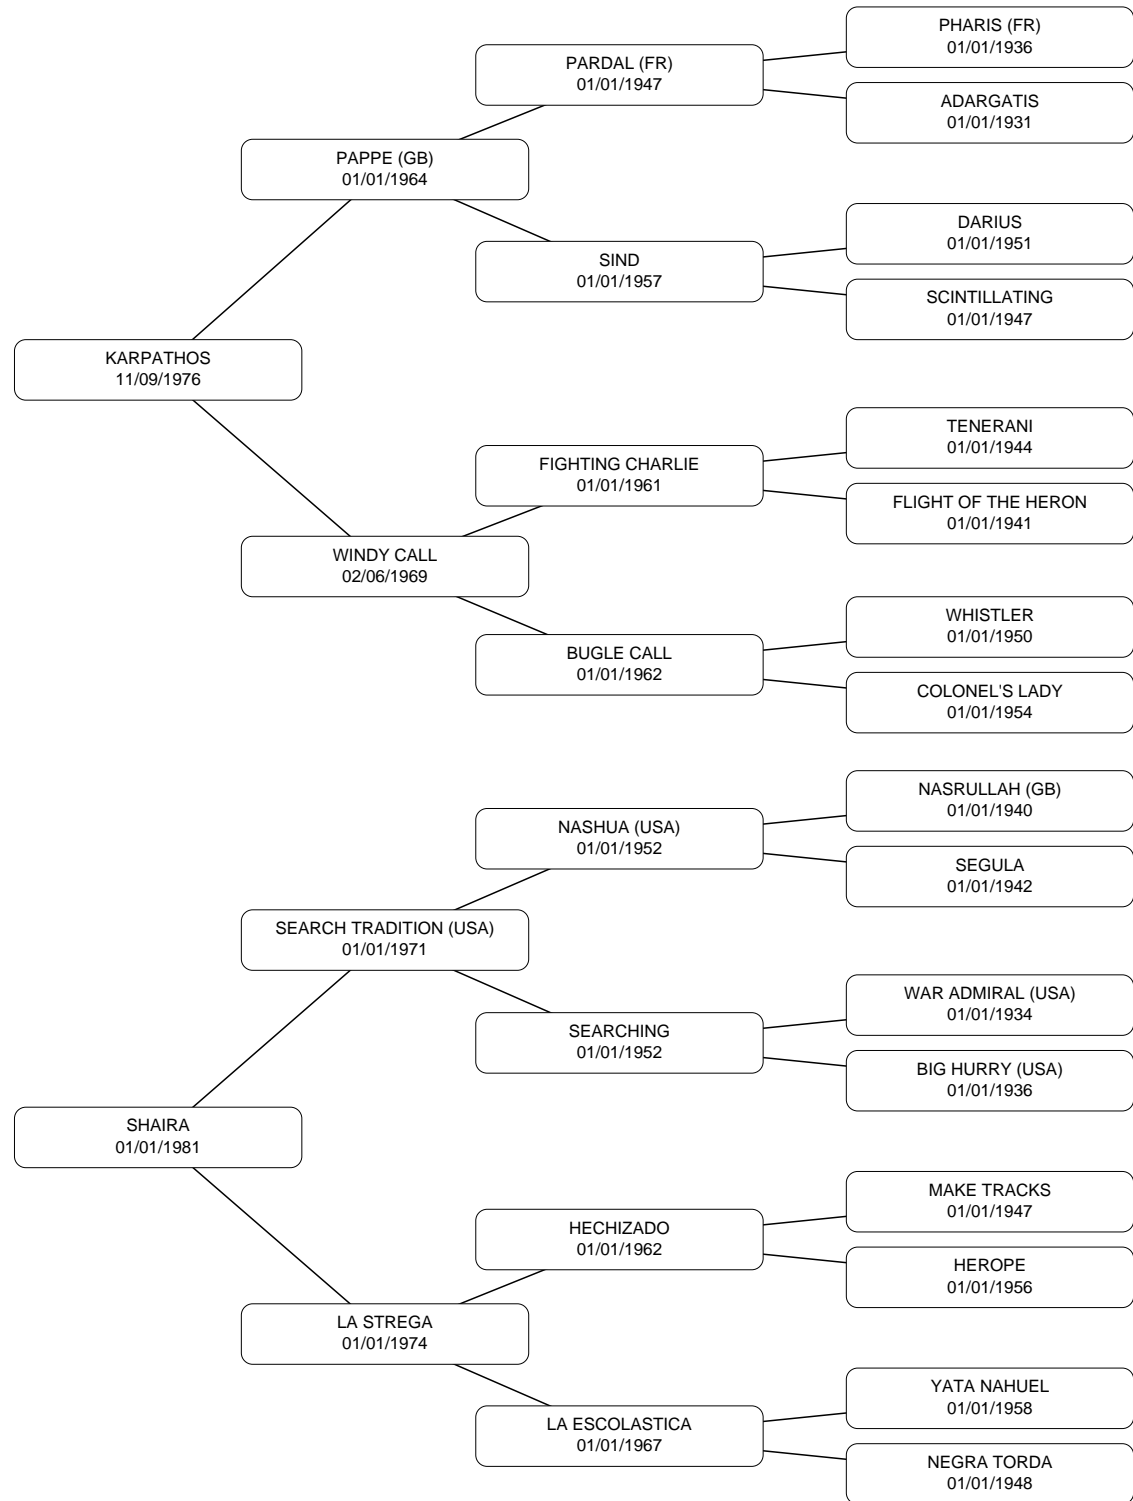 PHARIS (FR)
01/01/1936
PARDAL (FR)
01/01/1947
ADARGATIS
01/01/1931
PAPPE (GB)
01/01/1964
DARIUS
01/01/1951
SIND
01/01/1957
SCINTILLATING
01/01/1947
KARPATHOS
11/09/1976
TENERANI
01/01/1944
FIGHTING CHARLIE
01/01/1961
FLIGHT OF THE HERON
01/01/1941
WINDY CALL
02/06/1969
WHISTLER
01/01/1950
BUGLE CALL
01/01/1962
COLONEL'S LADY
01/01/1954
NASRULLAH (GB)
01/01/1940
NASHUA (USA)
01/01/1952
SEGULA
01/01/1942
SEARCH TRADITION (USA)
01/01/1971
WAR ADMIRAL (USA)
01/01/1934
SEARCHING
01/01/1952
BIG HURRY (USA)
01/01/1936
SHAIRA
01/01/1981
MAKE TRACKS
01/01/1947
HECHIZADO
01/01/1962
HEROPE
01/01/1956
LA STREGA
01/01/1974
YATA NAHUEL
01/01/1958
LA ESCOLASTICA
01/01/1967
NEGRA TORDA
01/01/1948